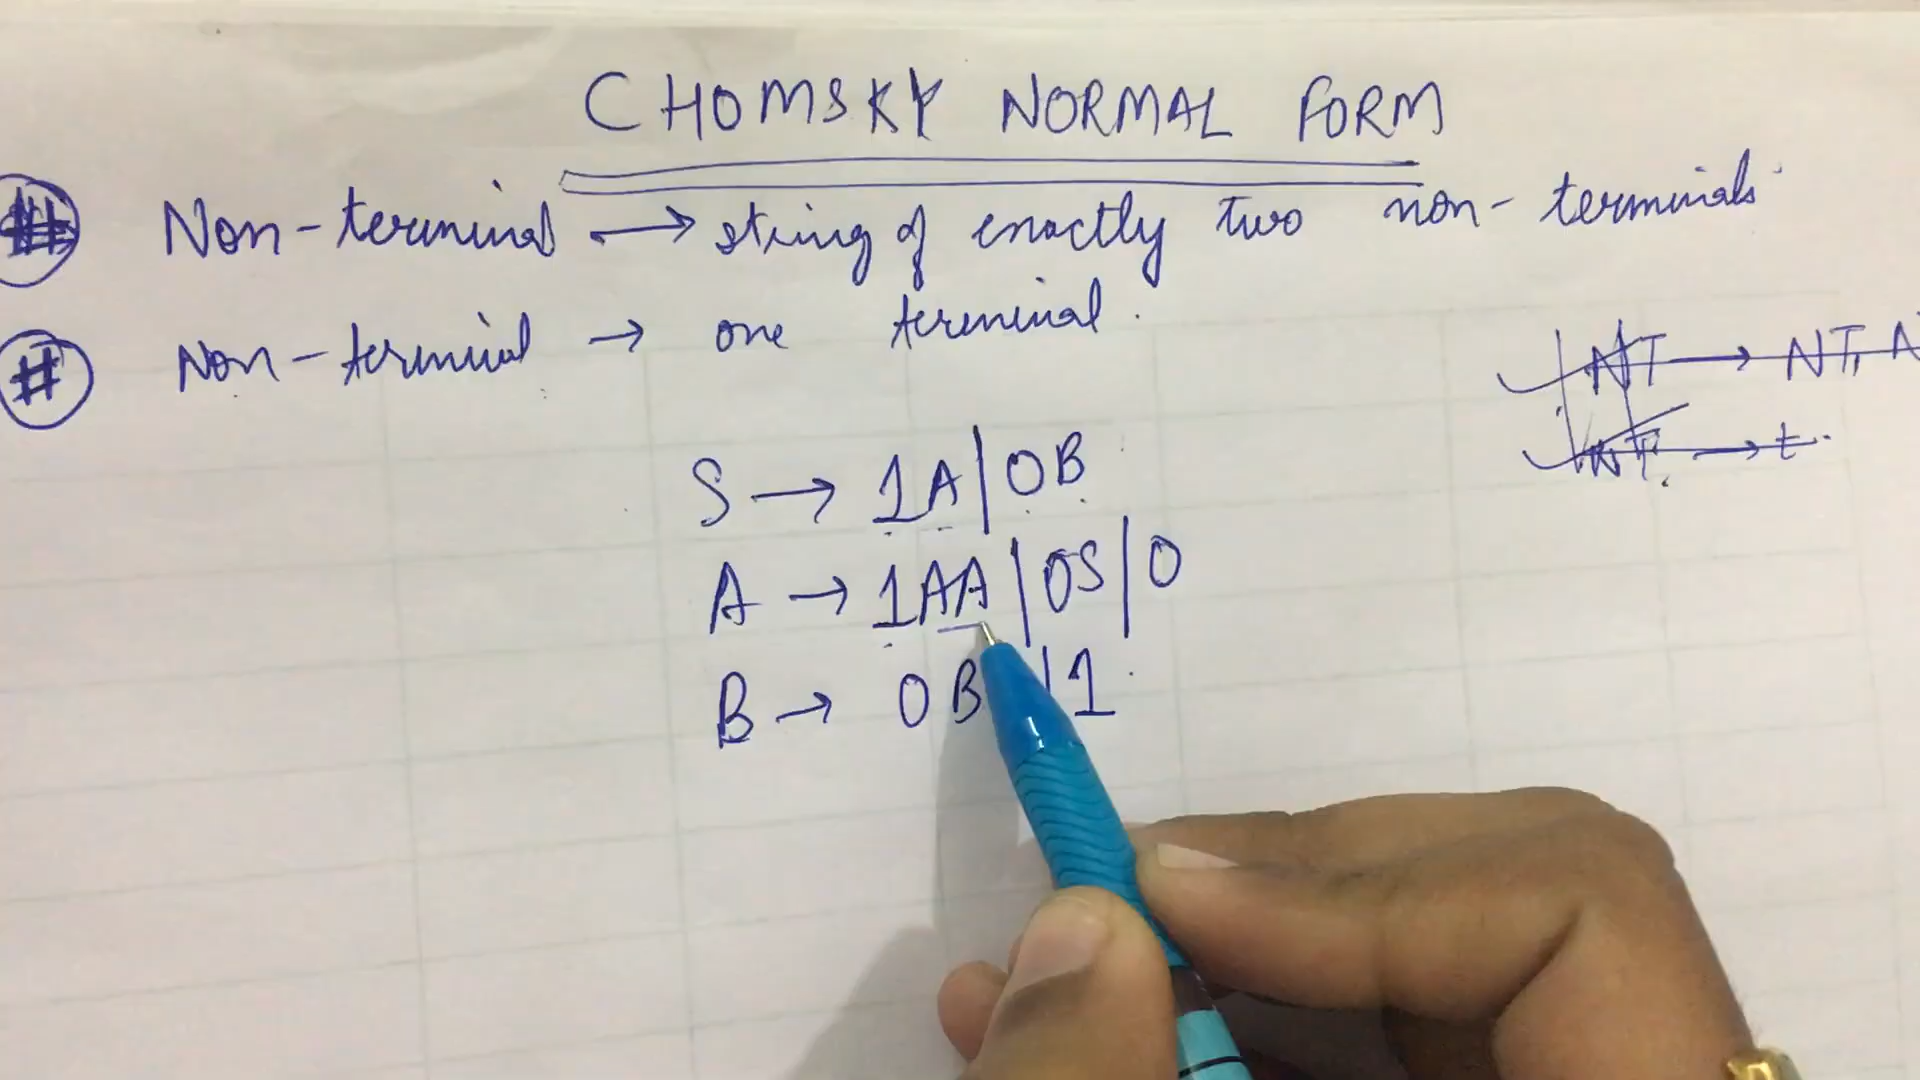 CHOMSKY NORMAL FORM
# Non-terminal → string of exactly two non-terminals
# Non-terminal → one terminal.
NT → NT, N
NT → t.
S → 1A | 0B
A → 1AA | 0S | 0
B → 0B | 1